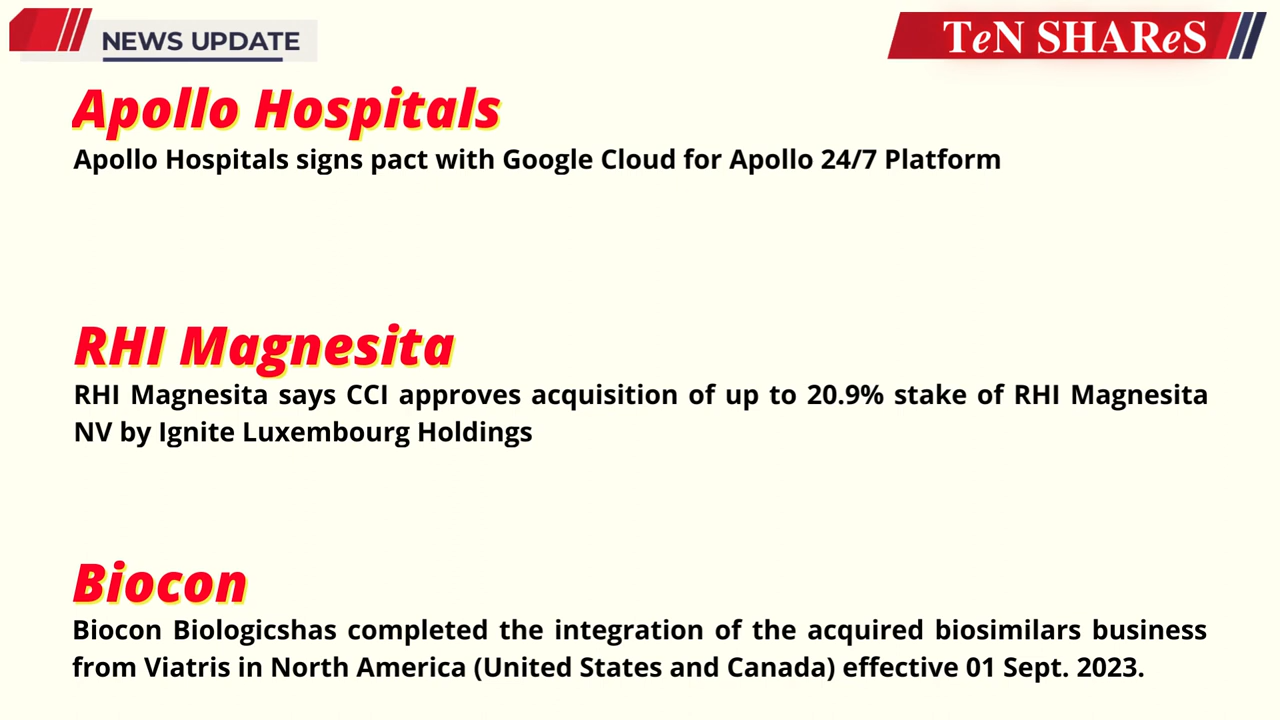 NEWS UPDATE
TeN SHAReS
Apollo Hospitals
Apollo Hospitals signs pact with Google Cloud for Apollo 24/7 Platform
RHI Magnesita
RHI Magnesita says CCI approves acquisition of up to 20.9% stake of RHI Magnesita
NV by Ignite Luxembourg Holdings
Biocon
Biocon Biologicshas completed the integration of the acquired biosimilars business
from Viatris in North America (United States and Canada) effective 01 Sept. 2023.